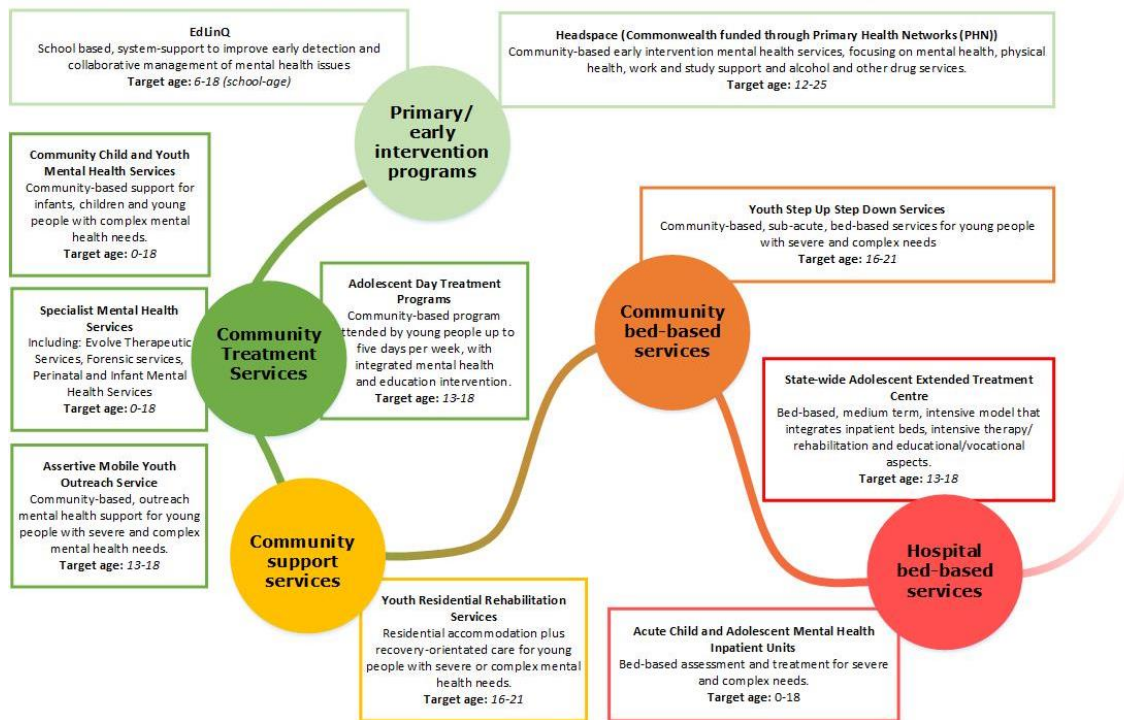 EdLinQ
School based, system-support to improve early detection and
collaborative management of mental health issues
Target age: 6-18 (school-age)
Headspace (Commonwealth funded through Primary Health Networks (PHN))
Community-based early intervention mental health services, focusing on mental health, physical
health, work and study support and alcohol and other drug services.
Target age: 12-25
Primary/
early
intervention
programs
Community Child and Youth
Mental Health Services
Community-based support for
infants, children and young
people with complex mental
health needs.
Target age: 0-18
Youth Step Up Step Down Services
Community-based, sub-acute, bed-based services for young people
with severe and complex needs
Target age: 16-21
Specialist Mental Health
Services
Including: Evolve Therapeutic
Services, Forensic services,
Perinatal and Infant Mental
Health Services
Target age: 0-18
Community
Treatment
Services
Adolescent Day Treatment
Programs
Community-based program
ttended by young people up to
five days per week, with
integrated mental health
and education intervention.
Target age: 13-18
Community
bed-based
services
State-wide Adolescent Extended Treatment
Centre
Bed-based, medium term, intensive model that
integrates inpatient beds, intensive therapy/
rehabilitation and educational/vocational
aspects.
Target age: 13-18
Assertive Mobile Youth
Outreach Service
Community-based, outreach
mental health support for young
people with severe and complex
mental health needs.
Target age: 13-18
Community
support
services
Hospital
bed-based
services
Youth Residential Rehabilitation
Services
Residential accommodation plus
recovery-orientated care for young
people with severe or complex mental
health needs.
Target age: 16-21
Acute Child and Adolescent Mental Health
Inpatient Units
Bed-based assessment and treatment for severe
and complex needs.
Target age: 0-18